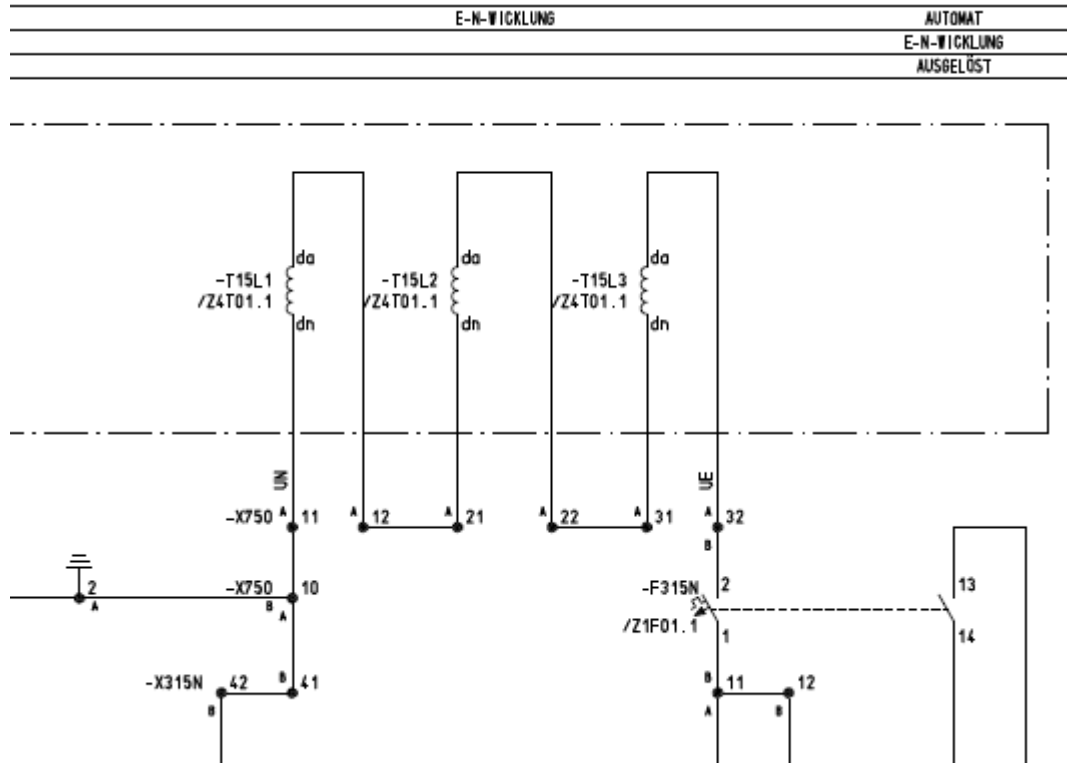 E-N-WICKLUNG AUTOMAT
E-N-WICKLUNG
AUSGELÖST
da da da
-T15L1 -T15L2 -T15L3
/Z4T01.1 /Z4T01.1 /Z4T01.1
dn dn dn
UN UE
-X750 A 11 A 12 A 21 A 22 A 31 A 32
B
2 -X750 10 -F315N 2 13
A B A
/Z1F01.1 1 14
-X315N 42 B 41 B 11 12
B A B